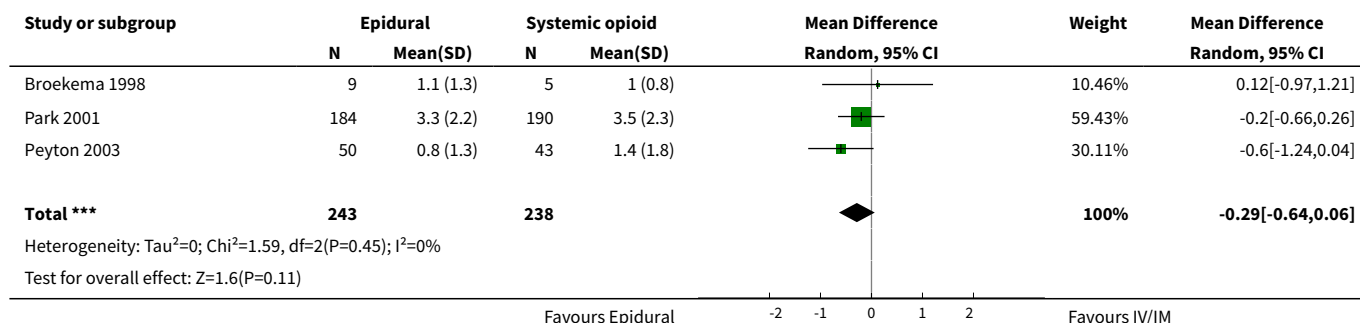 Study or subgroup Epidural Systemic opioid Mean Difference Weight Mean Difference
N Mean(SD) N Mean(SD) Random, 95% CI Random, 95% CI
Broekema 1998 9 1.1 (1.3) 5 1 (0.8) 10.46% 0.12[-0.97,1.21]
Park 2001 184 3.3 (2.2) 190 3.5 (2.3) 59.43% -0.2[-0.66,0.26]
Peyton 2003 50 0.8 (1.3) 43 1.4 (1.8) 30.11% -0.6[-1.24,0.04]
Total *** 243 238 100% -0.29[-0.64,0.06]
Heterogeneity: Tau²=0; Chi²=1.59, df=2(P=0.45); I²=0%
Test for overall effect: Z=1.6(P=0.11)
Favours Epidural -2 -1 0 1 2 Favours IV/IM